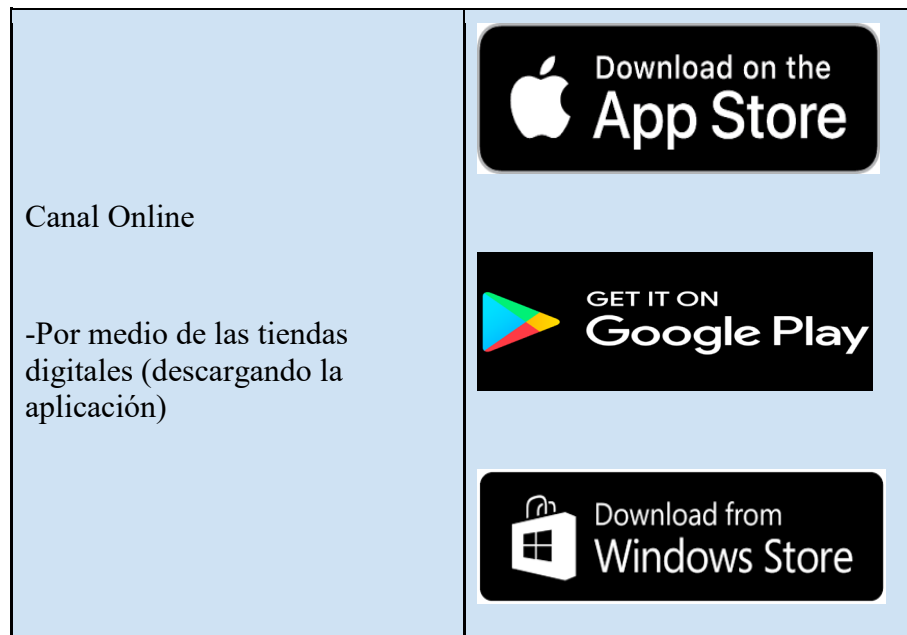 Canal Online
-Por medio de las tiendas
digitales (descargando la
aplicación)
Download on the
App Store
GET IT ON
Google Play
Download from
Windows Store